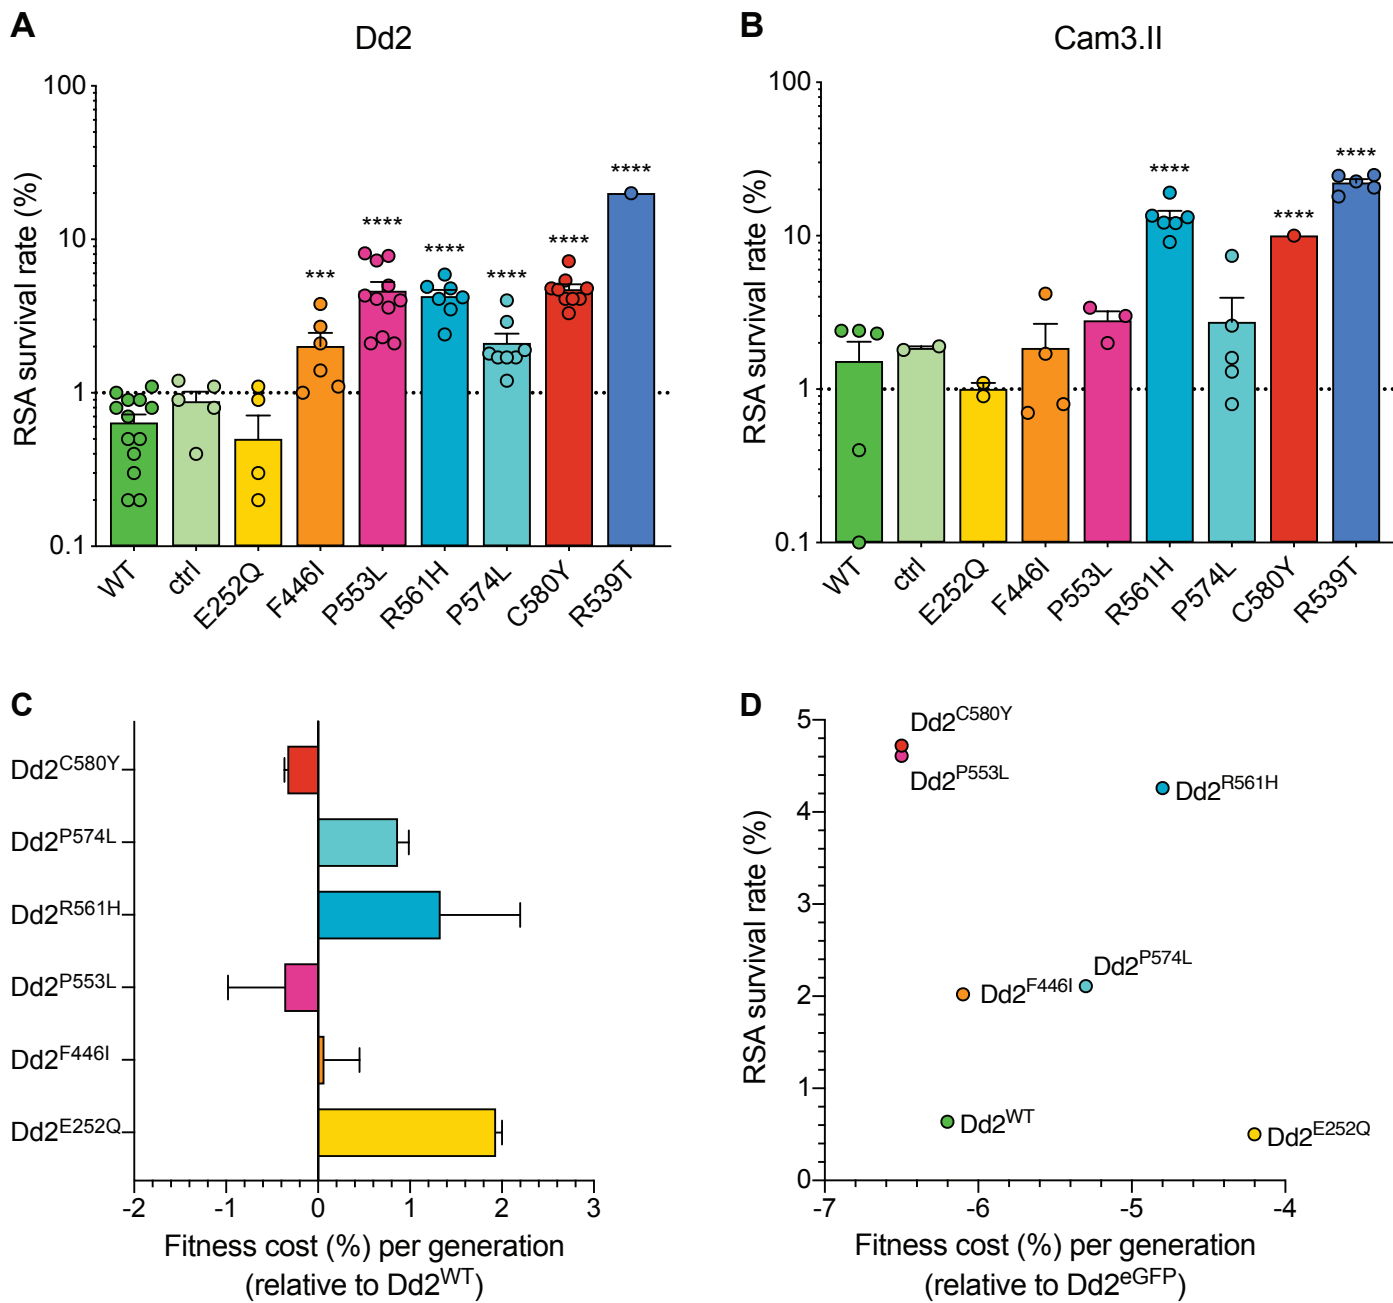 A
Dd2
RSA survival rate (%)
100
10
1
0.1
***
****
****
****
****
****
WT
ctrl
E252Q
F446I
P553L
R561H
P574L
C580Y
R539T
B
Cam3.II
RSA survival rate (%)
100
10
1
0.1
****
****
****
WT
ctrl
E252Q
F446I
P553L
R561H
P574L
C580Y
R539T
C
Dd2C580Y
Dd2P574L
Dd2R561H
Dd2P553L
Dd2F446I
Dd2E252Q
-2 -1 0 1 2 3
Fitness cost (%) per generation
(relative to Dd2WT)
D
RSA survival rate (%)
5
4
3
2
1
0
Dd2C580Y
Dd2P553L
Dd2R561H
Dd2P574L
Dd2F446I
Dd2WT
Dd2E252Q
-7 -6 -5 -4
Fitness cost (%) per generation
(relative to Dd2eGFP)